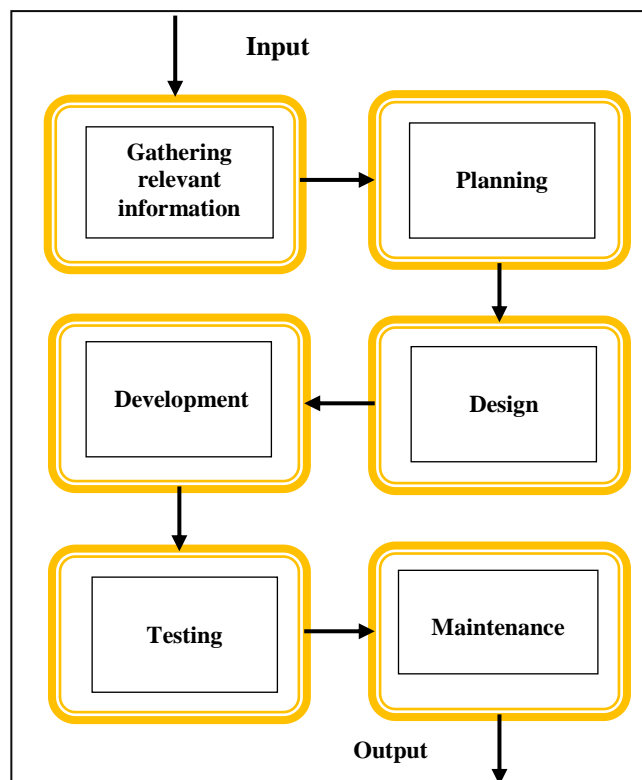 Input
Gathering
relevant
information
Planning
Development
Design
Testing
Maintenance
Output